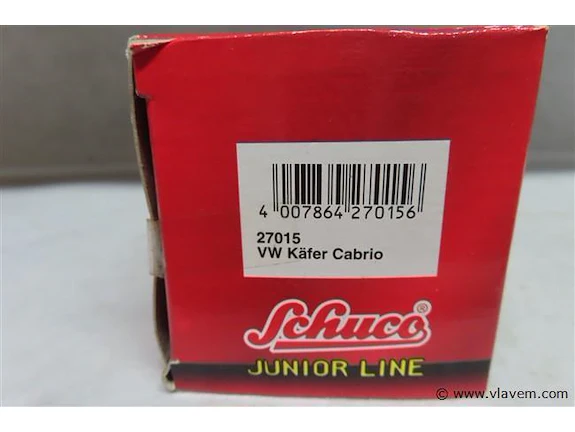 4 007864 270156
27015
VW Käfer Cabrio
Schuco®
JUNIOR LINE
© www.vlavem.com